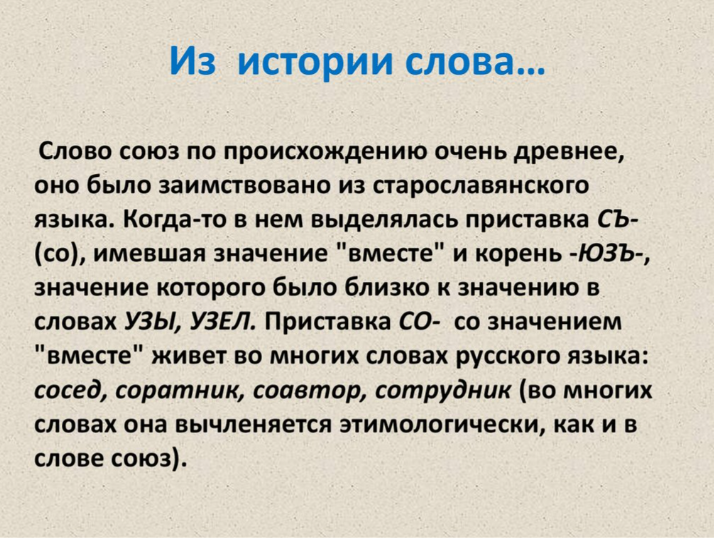 Из  истории слова…
Слово союз по происхождению очень древнее,
оно было заимствовано из старославянского
языка. Когда-то в нем выделялась приставка СЪ-
(со), имевшая значение "вместе" и корень -ЮЗЪ-,
значение которого было близко к значению в
словах УЗЫ, УЗЕЛ. Приставка СО-  со значением
"вместе" живет во многих словах русского языка:
сосед, соратник, соавтор, сотрудник (во многих
словах она вычленяется этимологически, как и в
слове союз).